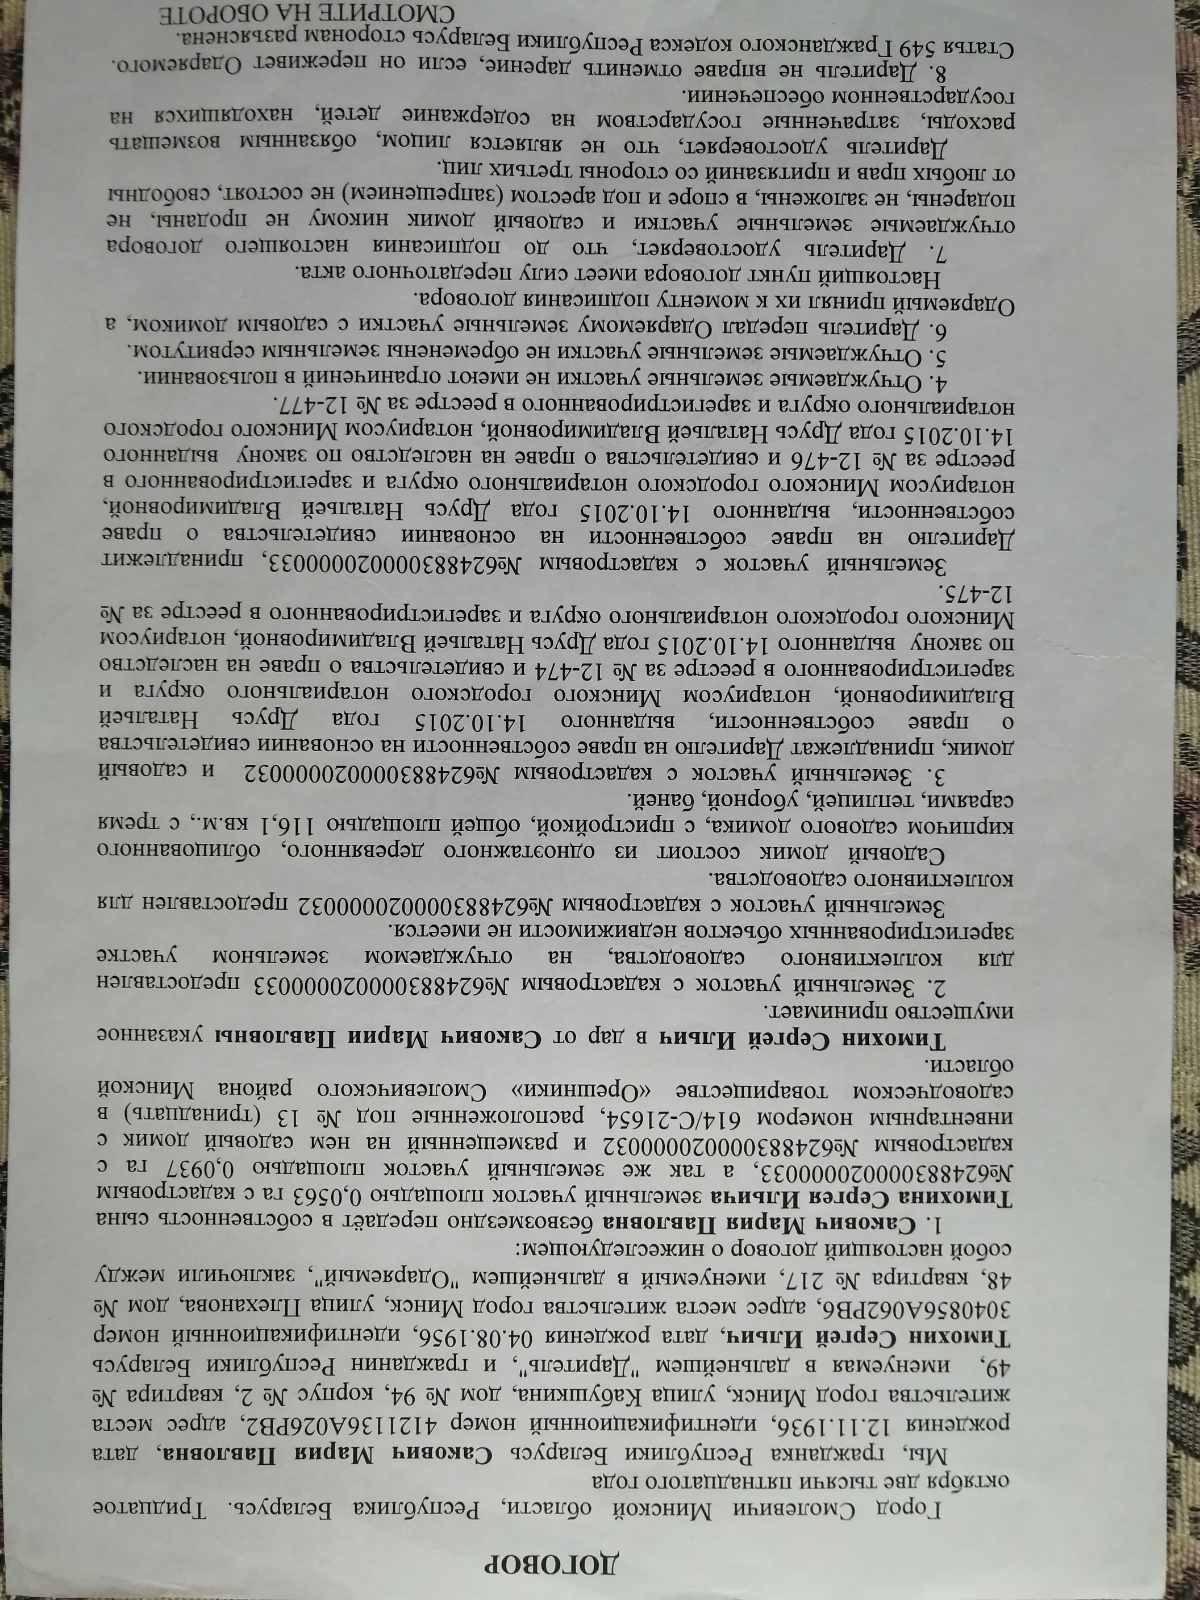 ДОГОВОР
Город Смолевичи Минской области, Республика Беларусь. Тридцатое
октября две тысячи пятнадцатого года
Мы, гражданка Республики Беларусь Сакович Мария Павловна, дата
рождения 12.11.1936, идентификационный номер 4121136А026РВ2, адрес места
жительства город Минск, улица Кабушкина, дом № 94, корпус № 2, квартира №
49, именуемая в дальнейшем "Даритель", и гражданин Республики Беларусь
Тимохин Сергей Ильич, дата рождения 04.08.1956, идентификационный номер
3040856А062РВ6, адрес места жительства город Минск, улица Плеханова, дом №
48, квартира № 217, именуемый в дальнейшем "Одаряемый", заключили между
собой настоящий договор о нижеследующем:
1. Сакович Мария Павловна безвозмездно передаёт в собственность сына
Тимохина Сергея Ильича земельный участок площадью 0,0563 га с кадастровым
№624883000020000033, а так же земельный участок площадью 0,0937 га с
кадастровым №624883000020000032 и размещенный на нем садовый домик с
инвентарным номером 614/С-21654, расположенные под № 13 (тринадцать) в
садоводческом товариществе «Орешники» Смолевичского района Минской
области.
Тимохин Сергей Ильич в дар от Сакович Марии Павловны указанное
имущество принимает.
2. Земельный участок с кадастровым №624883000020000033 предоставлен
для коллективного садоводства, на отчуждаемом земельном участке
зарегистрированных объектов недвижимости не имеется.
Земельный участок с кадастровым №624883000020000032 предоставлен для
коллективного садоводства.
Садовый домик состоит из одноэтажного деревянного, облицованного
кирпичом садового домика, с пристройкой, общей площадью 116,1 кв.м., с тремя
сараями, теплицей, уборной, баней.
3. Земельный участок с кадастровым №624883000020000032 и садовый
домик, принадлежат Дарителю на праве собственности на основании свидетельства
о праве собственности, выданного 14.10.2015 года Друсь Натальей
Владимировной, нотариусом Минского городского нотариального округа и
зарегистрированного в реестре за № 12-474 и свидетельства о праве на наследство
по закону выданного 14.10.2015 года Друсь Натальей Владимировной, нотариусом
Минского городского нотариального округа и зарегистрированного в реестре за №
12-475.
Земельный участок с кадастровым №624883000020000033, принадлежит
Дарителю на праве собственности на основании свидетельства о праве
собственности, выданного 14.10.2015 года Друсь Натальей Владимировной,
нотариусом Минского городского нотариального округа и зарегистрированного в
реестре за № 12-476 и свидетельства о праве на наследство по закону выданного
14.10.2015 года Друсь Натальей Владимировной, нотариусом Минского городского
нотариального округа и зарегистрированного в реестре за № 12-477.
4. Отчуждаемые земельные участки не имеют ограничений в пользовании.
5. Отчуждаемые земельные участки не обременены земельным сервитутом.
6. Даритель передал Одаряемому земельные участки с садовым домиком, а
Одаряемый принял их к моменту подписания договора.
Настоящий пункт договора имеет силу передаточного акта.
7. Даритель удостоверяет, что до подписания настоящего договора
отчуждаемые земельные участки и садовый домик никому не проданы, не
подарены, не заложены, в споре и под арестом (запрещением) не состоят, свободны
от любых прав и притязаний со стороны третьих лиц.
Даритель удостоверяет, что не является лицом, обязанным возмещать
расходы, затраченные государством на содержание детей, находящихся на
государственном обеспечении.
8. Даритель не вправе отменить дарение, если он переживет Одаряемого.
Статья 549 Гражданского кодекса Республики Беларусь сторонам разъяснена.
СМОТРИТЕ НА ОБОРОТЕ